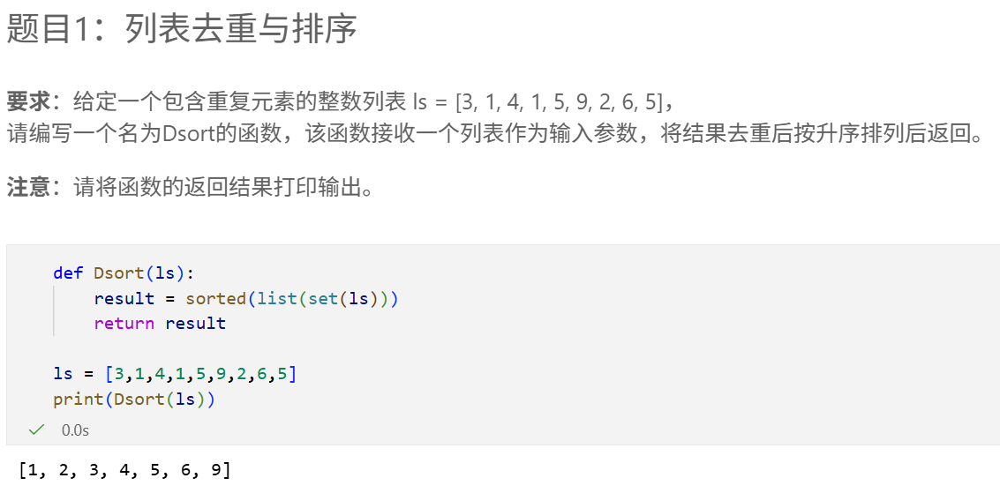 题目1：列表去重与排序
要求：给定一个包含重复元素的整数列表 ls = [3, 1, 4, 1, 5, 9, 2, 6, 5]，
请编写一个名为Dsort的函数，该函数接收一个列表作为输入参数，将结果去重后按升序排列后返回。
注意：请将函数的返回结果打印输出。
def Dsort(ls):
    result = sorted(list(set(ls)))
    return result
ls = [3,1,4,1,5,9,2,6,5]
print(Dsort(ls))
0.0s
[1, 2, 3, 4, 5, 6, 9]